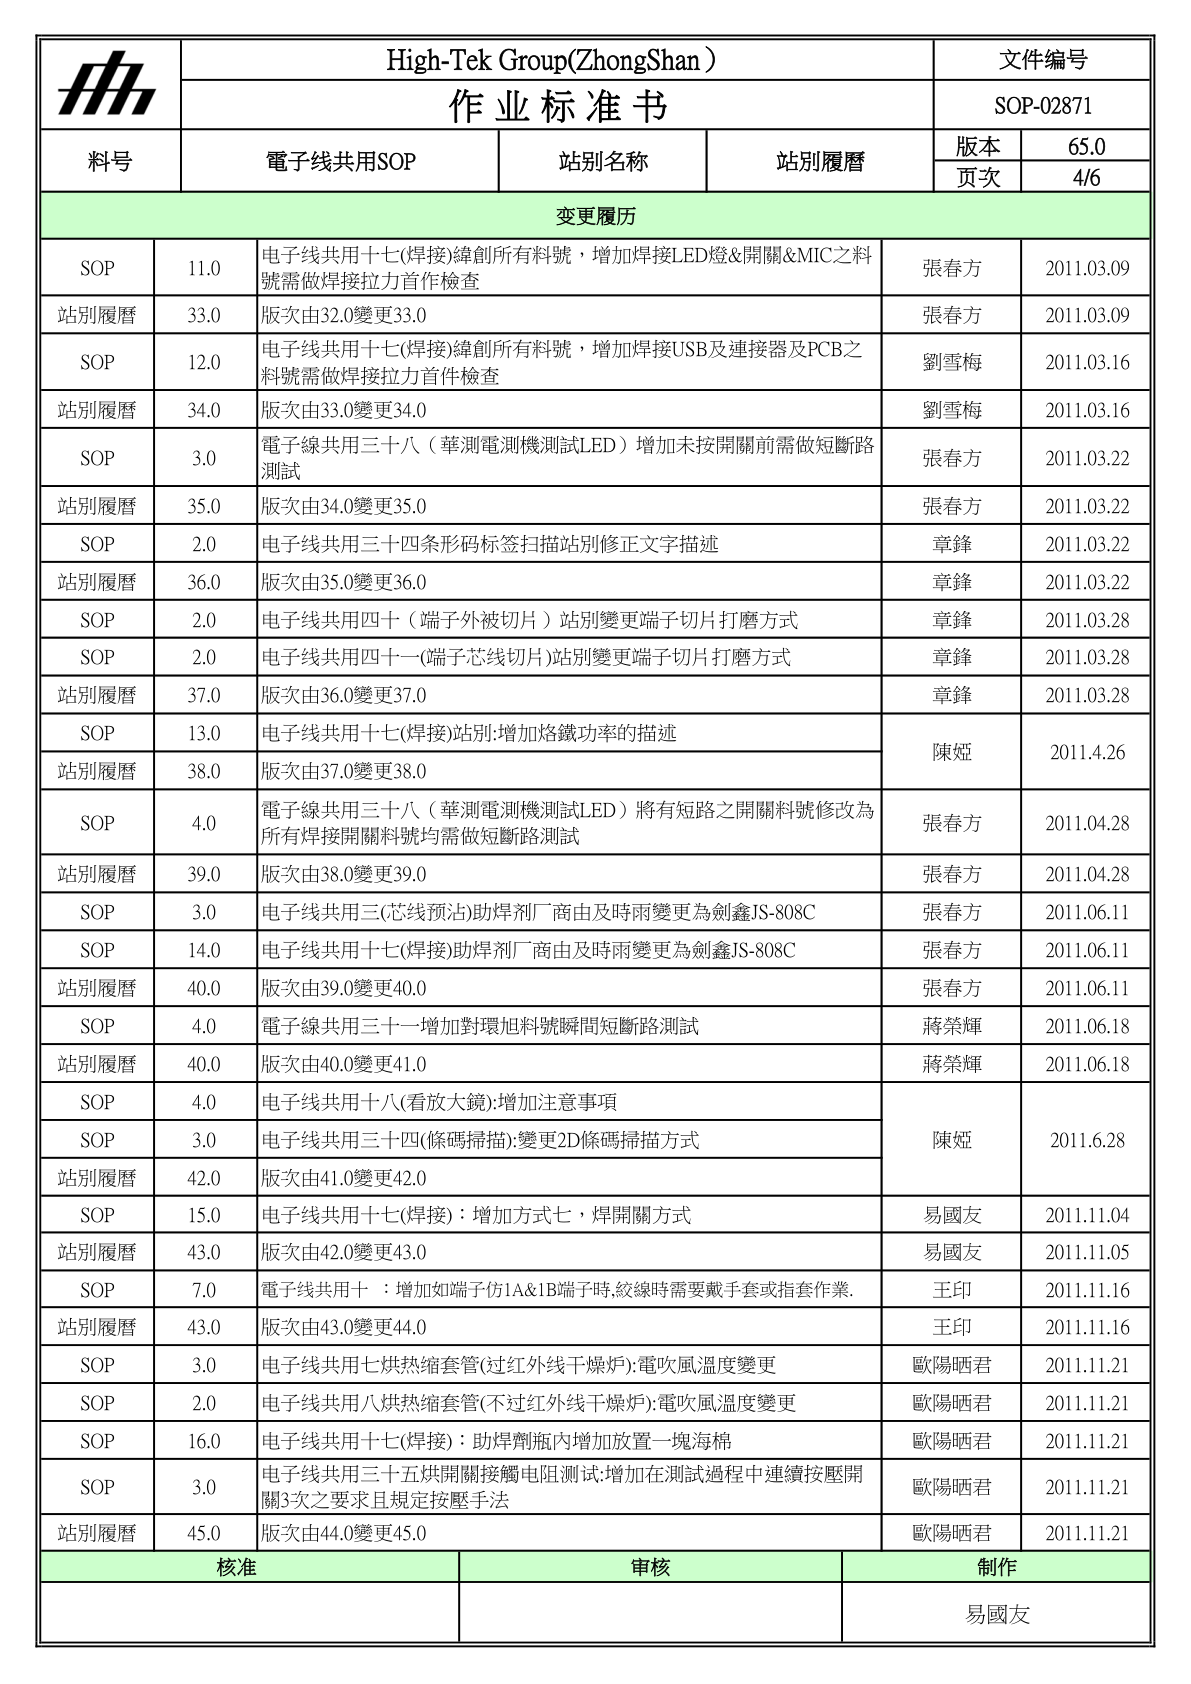 High-Tek Group(ZhongShan）
文件编号
作业标准书
SOP-02871
料号
電子线共用SOP
站别名称
站別履曆
版本
65.0
页次
4/6
变更履历
SOP 11.0 电子线共用十七(焊接)緯創所有料號，增加焊接LED燈&開關&MIC之料
號需做焊接拉力首作檢查
張春方 2011.03.09
站別履曆 33.0 版次由32.0變更33.0 張春方 2011.03.09
SOP 12.0 电子线共用十七(焊接)緯創所有料號，增加焊接USB及連接器及PCB之
料號需做焊接拉力首件檢查
劉雪梅 2011.03.16
站別履曆 34.0 版次由33.0變更34.0 劉雪梅 2011.03.16
SOP 3.0 電子線共用三十八（華測電測機測試LED）增加未按開關前需做短斷路
測試
張春方 2011.03.22
站別履曆 35.0 版次由34.0變更35.0 張春方 2011.03.22
SOP 2.0 电子线共用三十四条形码标签扫描站別修正文字描述 章鋒 2011.03.22
站別履曆 36.0 版次由35.0變更36.0 章鋒 2011.03.22
SOP 2.0 电子线共用四十（端子外被切片）站別變更端子切片打磨方式 章鋒 2011.03.28
SOP 2.0 电子线共用四十一(端子芯线切片)站別變更端子切片打磨方式 章鋒 2011.03.28
站別履曆 37.0 版次由36.0變更37.0 章鋒 2011.03.28
SOP 13.0 电子线共用十七(焊接)站別:增加烙鐵功率的描述
陳婭 2011.4.26
站別履曆 38.0 版次由37.0變更38.0
SOP 4.0 電子線共用三十八（華測電測機測試LED）將有短路之開關料號修改為
所有焊接開關料號均需做短斷路測試
張春方 2011.04.28
站別履曆 39.0 版次由38.0變更39.0 張春方 2011.04.28
SOP 3.0 电子线共用三(芯线预沾)助焊剂厂商由及時雨變更為劍鑫JS-808C 張春方 2011.06.11
SOP 14.0 电子线共用十七(焊接)助焊剂厂商由及時雨變更為劍鑫JS-808C 張春方 2011.06.11
站別履曆 40.0 版次由39.0變更40.0 張春方 2011.06.11
SOP 4.0 電子線共用三十一增加對環旭料號瞬間短斷路測試 蔣榮輝 2011.06.18
站別履曆 40.0 版次由40.0變更41.0 蔣榮輝 2011.06.18
SOP 4.0 电子线共用十八(看放大鏡):增加注意事項
SOP 3.0 电子线共用三十四(條碼掃描):變更2D條碼掃描方式 陳婭 2011.6.28
站別履曆 42.0 版次由41.0變更42.0
SOP 15.0 电子线共用十七(焊接)：增加方式七，焊開關方式 易國友 2011.11.04
站別履曆 43.0 版次由42.0變更43.0 易國友 2011.11.05
SOP 7.0 電子线共用十 ：增加如端子仿1A&1B端子時,絞線時需要戴手套或指套作業. 王印 2011.11.16
站別履曆 43.0 版次由43.0變更44.0 王印 2011.11.16
SOP 3.0 电子线共用七烘热缩套管(过红外线干燥炉):電吹風溫度變更 歐陽晒君 2011.11.21
SOP 2.0 电子线共用八烘热缩套管(不过红外线干燥炉):電吹風溫度變更 歐陽晒君 2011.11.21
SOP 16.0 电子线共用十七(焊接)：助焊劑瓶內增加放置一塊海棉 歐陽晒君 2011.11.21
SOP 3.0 电子线共用三十五烘開關接觸电阻测试:增加在測試過程中連續按壓開
關3次之要求且規定按壓手法
歐陽晒君 2011.11.21
站別履曆 45.0 版次由44.0變更45.0 歐陽晒君 2011.11.21
核准 审核 制作
易國友